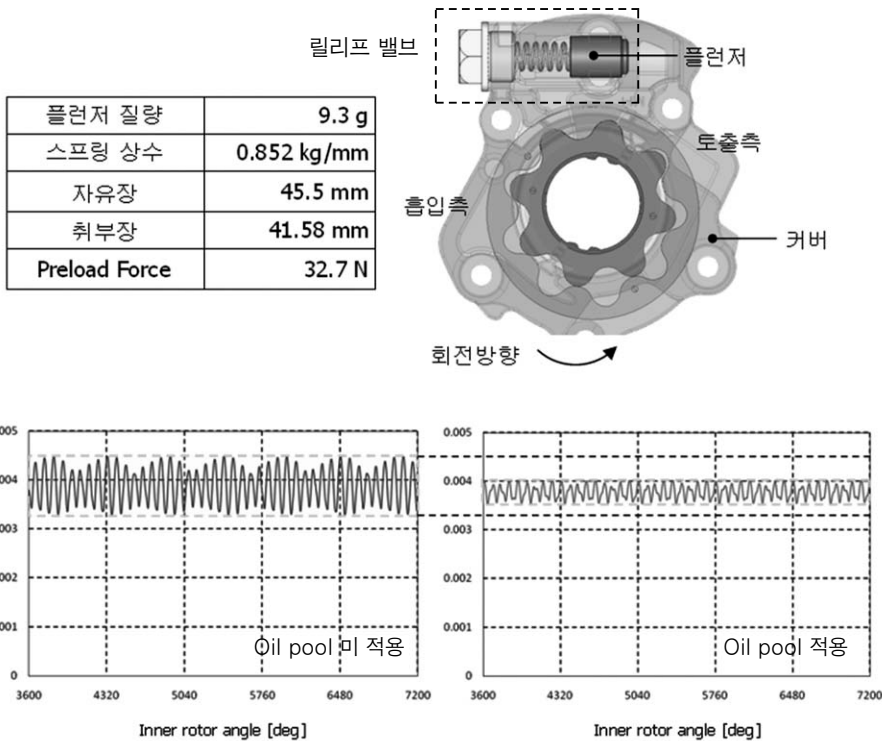 릴리프 밸브
플런저
플런저 질량 9.3 g
스프링 상수 0.852 kg/mm
자유장 45.5 mm
취부장 41.58 mm
Preload Force 32.7 N
토출측
흡입측
커버
회전방향
005
004
003
002
001
0
3600 4320 5040 5760 6480 7200
Oil pool 미 적용
Inner rotor angle [deg]
0.005
0.004
0.003
0.002
0.001
0
3600 4320 5040 5760 6480 7200
Oil pool 적용
Inner rotor angle [deg]